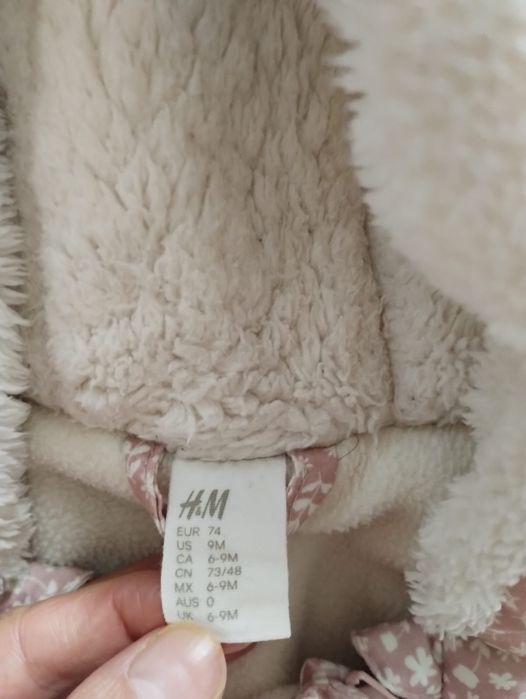 H&M
EUR 74
US 9M
CA 6-9M
CN 73/48
MX 6-9M
AUS 0
UK 6-9M